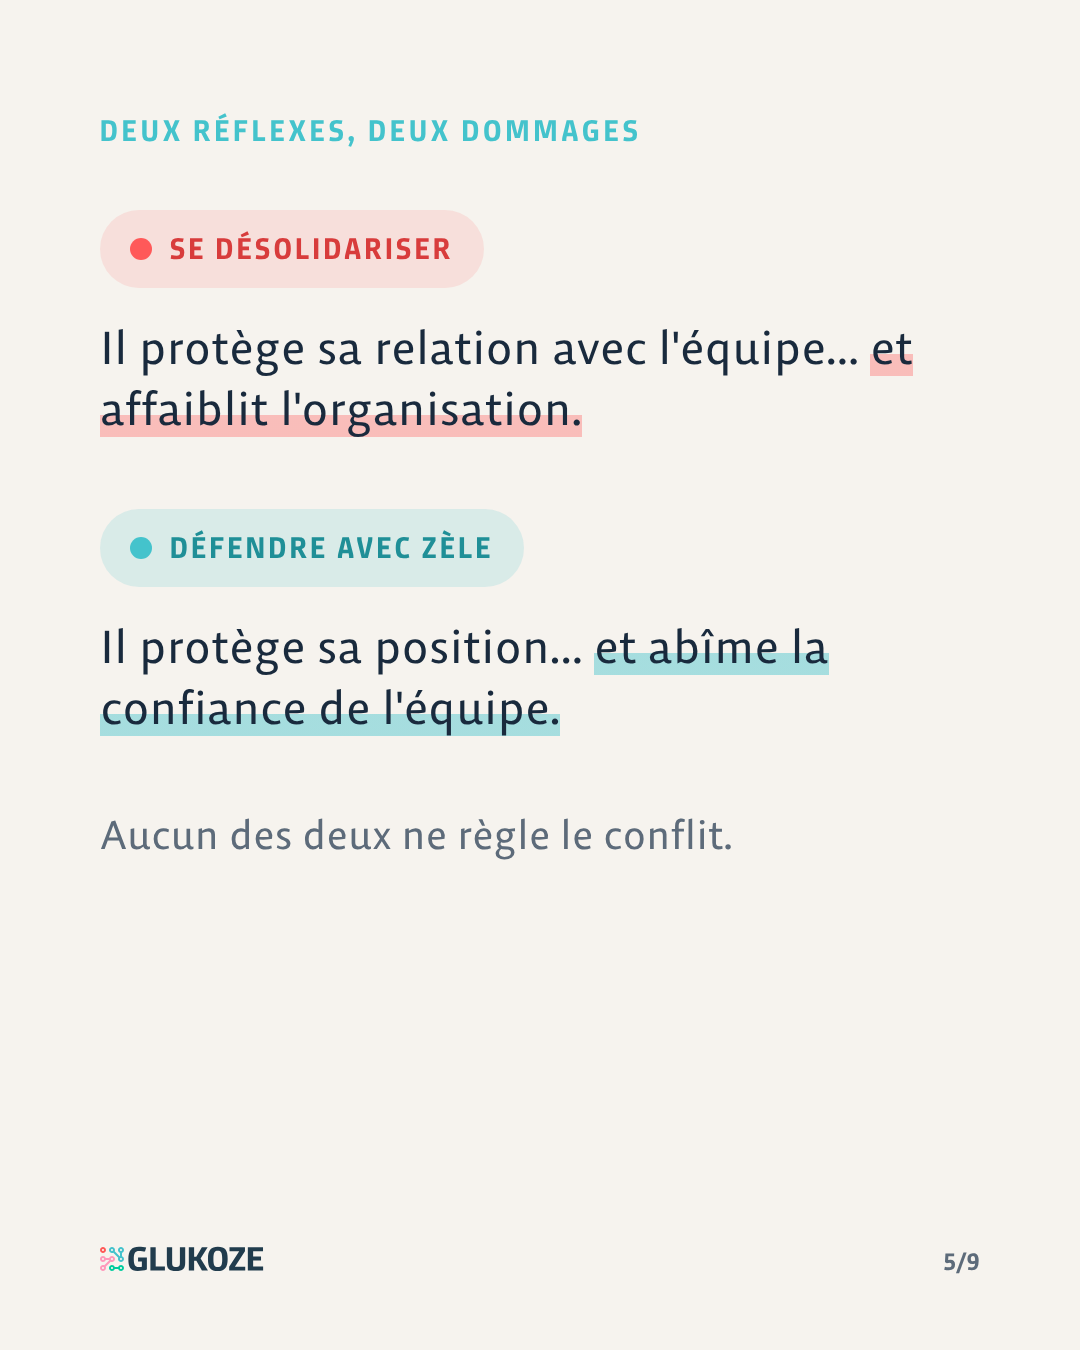 DEUX RÉFLEXES, DEUX DOMMAGES
SE DÉSOLIDARISER
Il protège sa relation avec l'équipe... et
affaiblit l'organisation.
DÉFENDRE AVEC ZÈLE
Il protège sa position... et abîme la
confiance de l'équipe.
Aucun des deux ne règle le conflit.
GLUKOZE
5/9